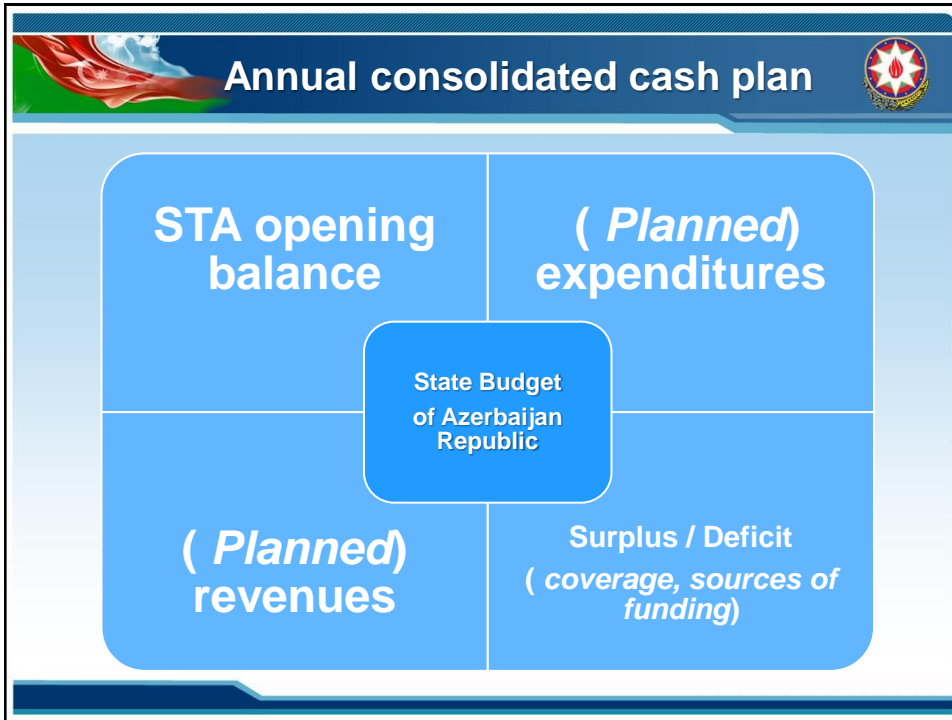 Annual consolidated cash plan
STA opening
balance
( Planned)
expenditures
State Budget
of Azerbaijan
Republic
( Planned)
revenues
Surplus / Deficit
( coverage, sources of
funding)